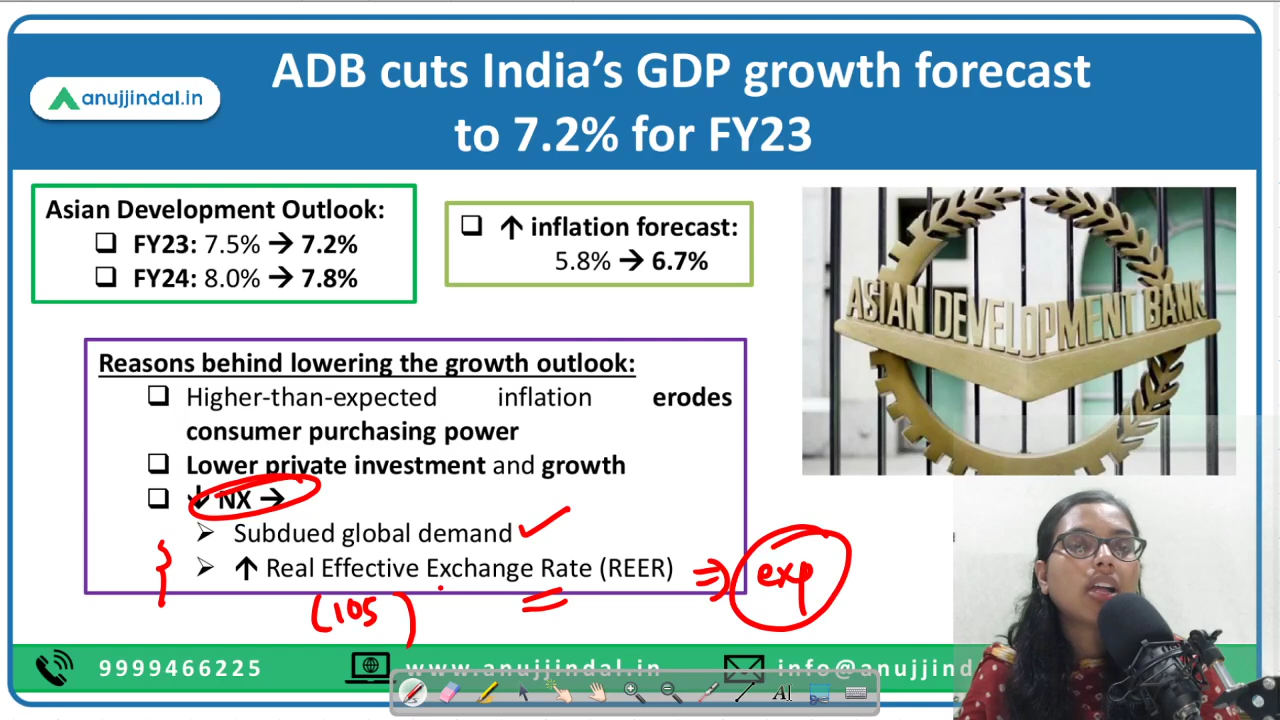 ADB cuts India’s GDP growth forecast
to 7.2% for FY23
anujjindal.in
Asian Development Outlook:
❑ FY23: 7.5% → 7.2%
❑ FY24: 8.0% → 7.8%
❑ ↑ inflation forecast:
5.8% → 6.7%
ASIAN DEVELOPMENT BANK
Reasons behind lowering the growth outlook:
❑ Higher-than-expected inflation erodes
consumer purchasing power
❑ Lower private investment and growth
❑ ↓ NX →
➢ Subdued global demand
➢ ↑ Real Effective Exchange Rate (REER)
⇒ exp
(105)
9999466225
www.anujjindal.in
info@anujjind